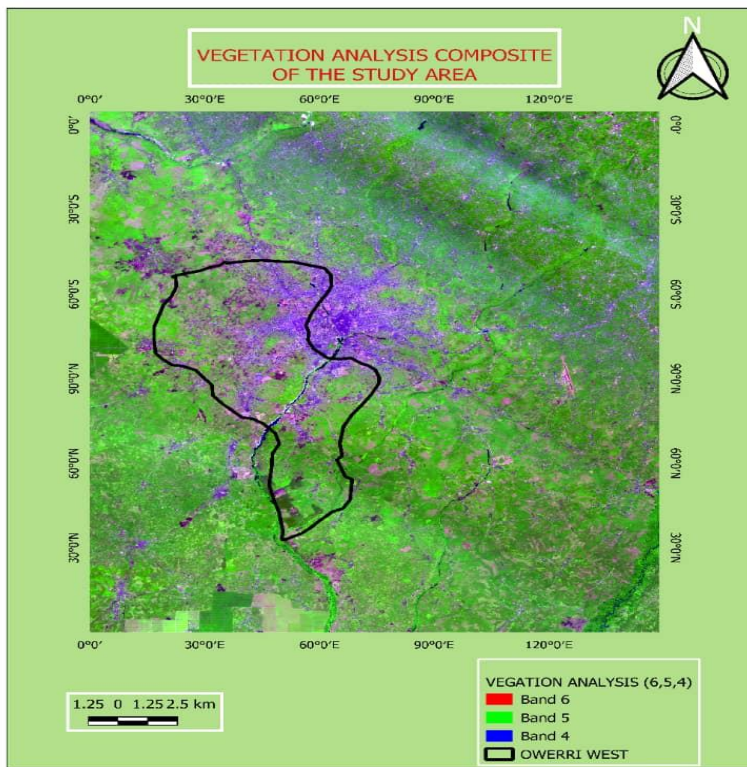 N
VEGETATION ANALYSIS COMPOSITE
OF THE STUDY AREA
0°0' 30°0'E 60°0'E 90°0'E 120°0'E
0°0' 0°0'
30°0'S 30°0'S
60°0'S 60°0'S
90°0'N 90°0'N
60°0'N 60°0'N
30°0'N 30°0'N
0°0' 30°0'E 60°0'E 90°0'E 120°0'E
1.25 0 1.25 2.5 km
VEGATION ANALYSIS (6,5,4)
Band 6
Band 5
Band 4
OWERRI WEST